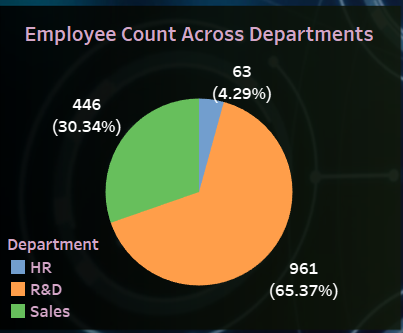 Employee Count Across Departments
63
(4.29%)
446
(30.34%)
961
(65.37%)
Department
HR
R&D
Sales